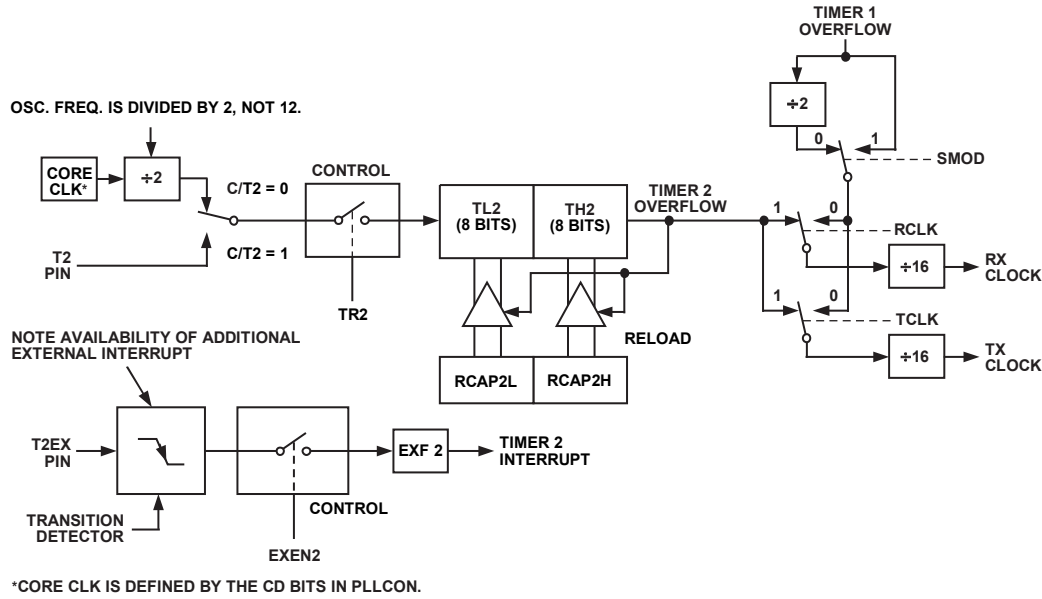 TIMER 1
OVERFLOW
÷2
0
1
SMOD
OSC. FREQ. IS DIVIDED BY 2, NOT 12.
CORE
CLK*
÷2
C/T2 = 0
C/T2 = 1
T2
PIN
CONTROL
TR2
TL2
(8 BITS)
TH2
(8 BITS)
TIMER 2
OVERFLOW
RELOAD
RCAP2L
RCAP2H
1
0
RCLK
÷16
RX
CLOCK
1
0
TCLK
÷16
TX
CLOCK
NOTE AVAILABILITY OF ADDITIONAL
EXTERNAL INTERRUPT
T2EX
PIN
TRANSITION
DETECTOR
CONTROL
EXEN2
EXF 2
TIMER 2
INTERRUPT
*CORE CLK IS DEFINED BY THE CD BITS IN PLLCON.